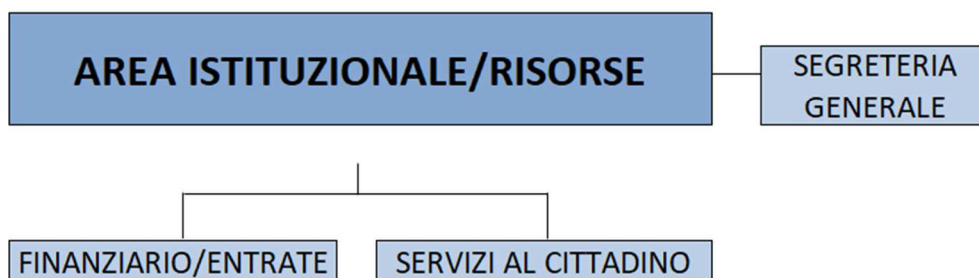 AREA ISTITUZIONALE/RISORSE
SEGRETERIA
GENERALE
FINANZIARIO/ENTRATE
SERVIZI AL CITTADINO